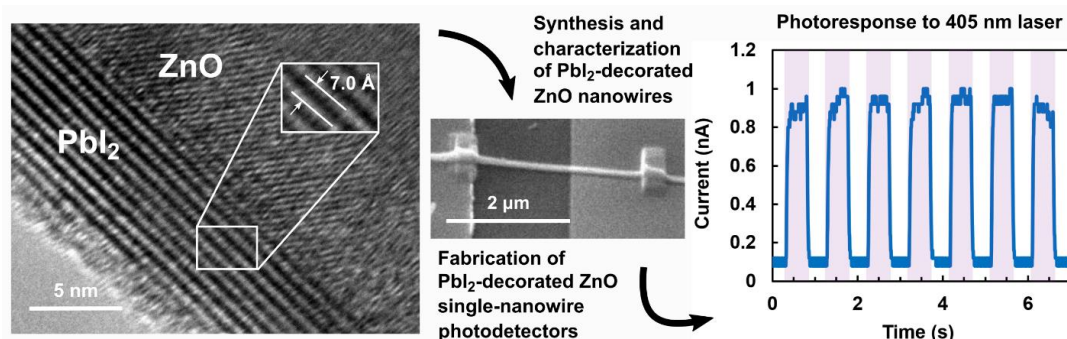 ZnO
7.0 Å
PbI₂
5 nm
Synthesis and
characterization
of PbI₂-decorated
ZnO nanowires
2 µm
Fabrication of
PbI₂-decorated ZnO
single-nanowire
photodetectors
Photoresponse to 405 nm laser
Current (nA)
1.2
1
0.8
0.6
0.4
0.2
0
0 2 4 6
Time (s)